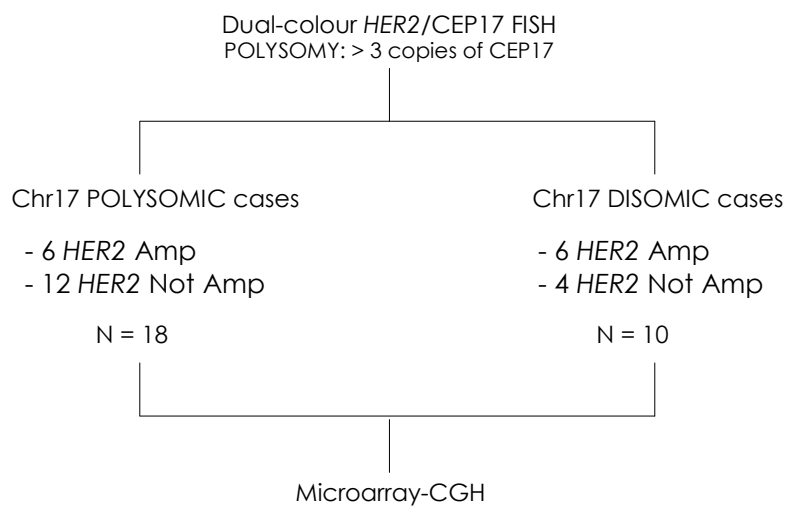 Dual-colour HER2/CEP17 FISH
POLYSOMY: > 3 copies of CEP17
Chr17 POLYSOMIC cases
- 6 HER2 Amp
- 12 HER2 Not Amp
N = 18
Chr17 DISOMIC cases
- 6 HER2 Amp
- 4 HER2 Not Amp
N = 10
Microarray-CGH